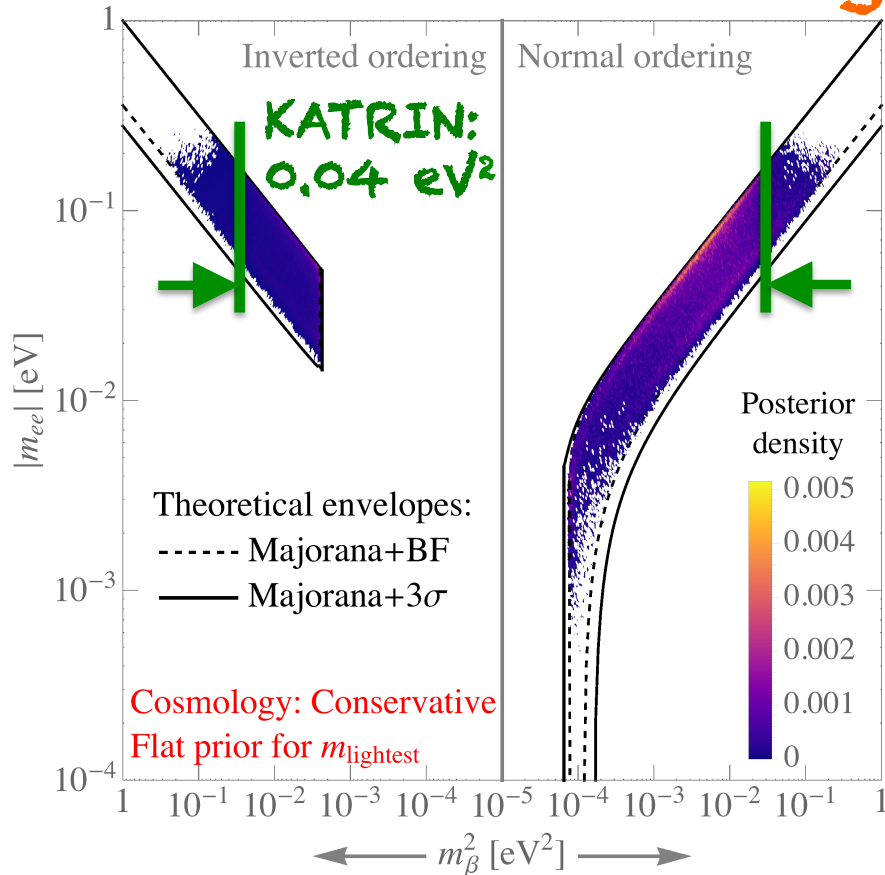 Inverted ordering
Normal ordering
KATRIN:
0.04 eV²
|m_ee| [eV]
1
10⁻¹
10⁻²
10⁻³
10⁻⁴
Theoretical envelopes:
Majorana+BF
Majorana+3σ
Cosmology: Conservative
Flat prior for m_lightest
Posterior
density
0.005
0.004
0.003
0.002
0.001
0
1 10⁻¹ 10⁻² 10⁻³ 10⁻⁴ 10⁻⁵ 10⁻⁴ 10⁻³ 10⁻² 10⁻¹ 1
m_β² [eV²]